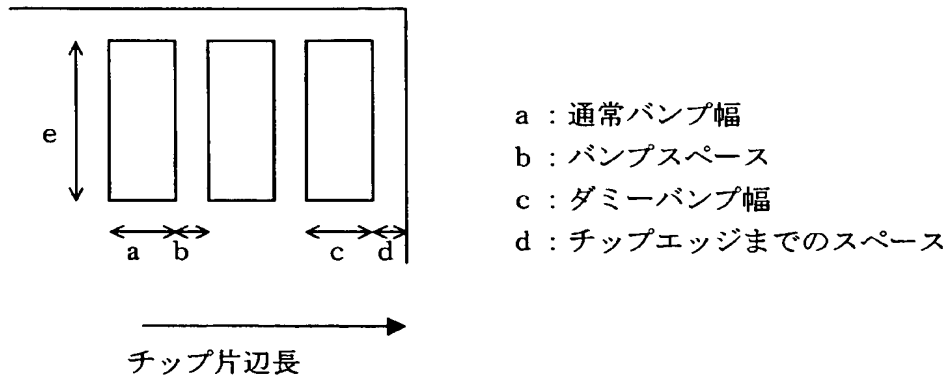 e
a b c d
チップ片辺長
a ：通常バンプ幅
b ：バンプスペース
c ：ダミーバンプ幅
d ：チップエッジまでのスペース